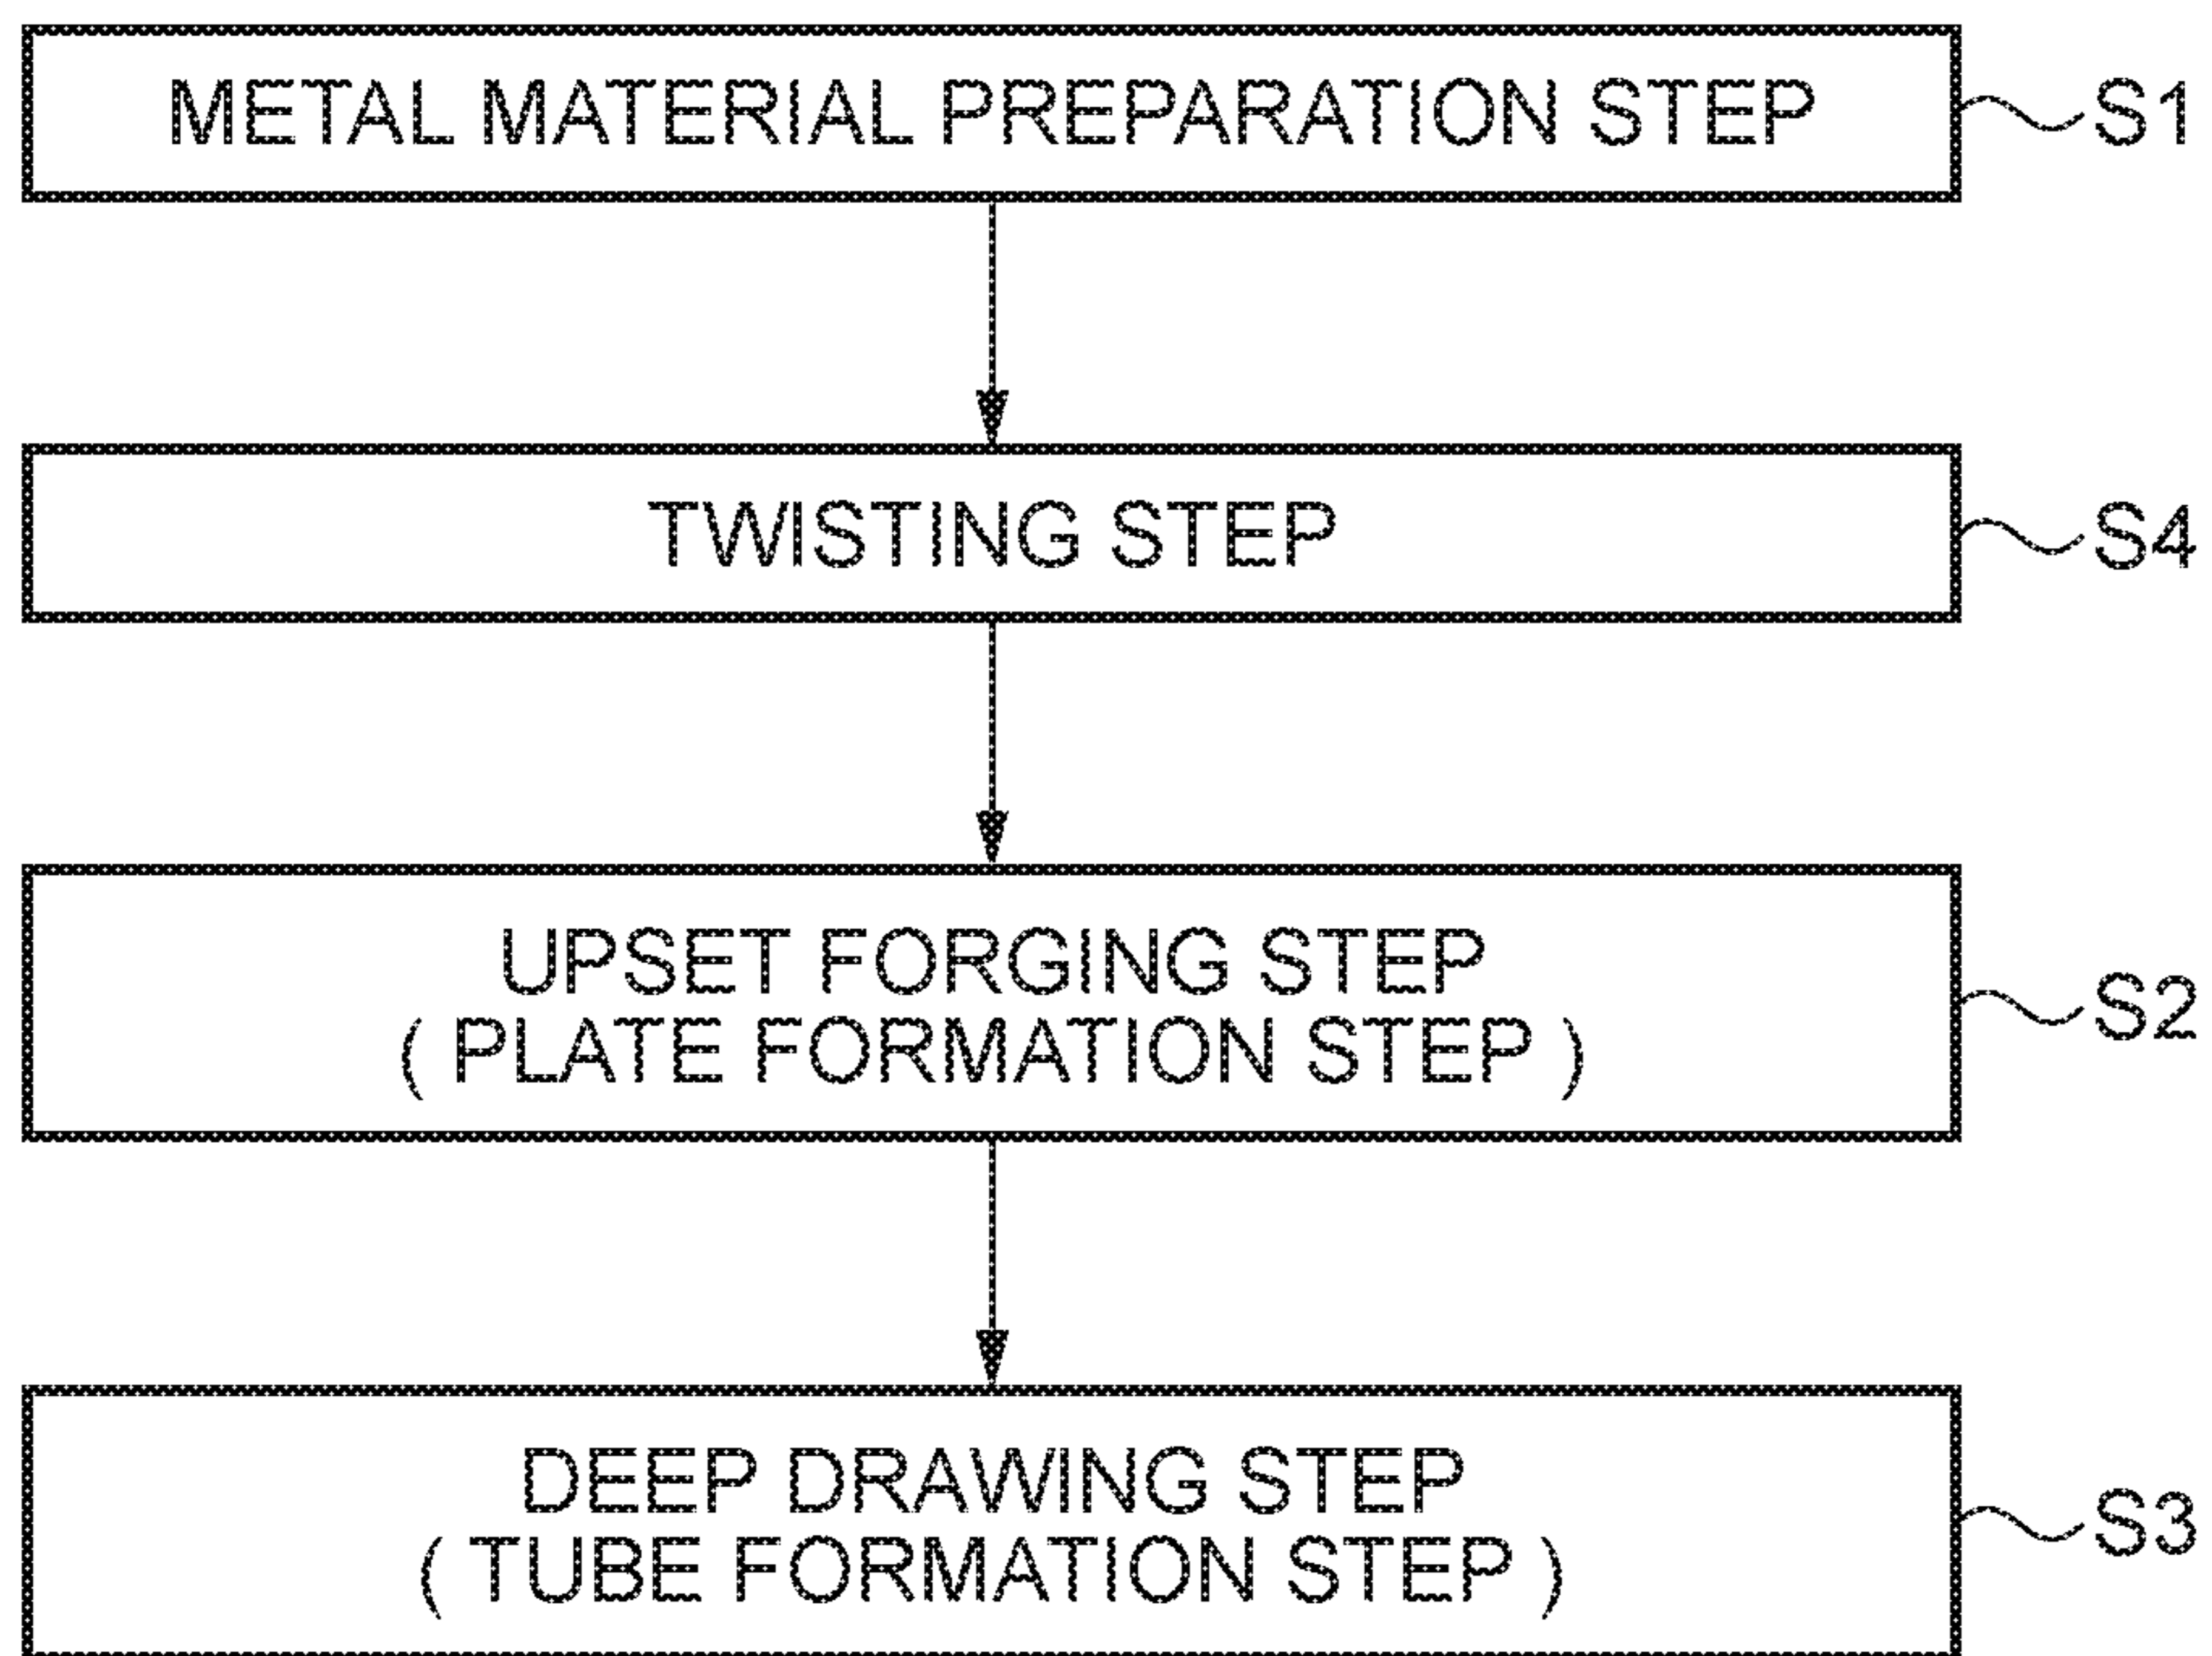 METAL MATERIAL PREPARATION STEP
S1
TWISTING STEP
S4
UPSET FORGING STEP
( PLATE FORMATION STEP )
S2
DEEP DRAWING STEP
( TUBE FORMATION STEP )
S3